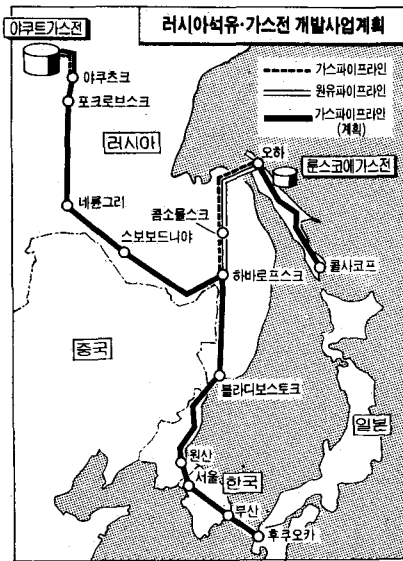 야쿠트가스전
러시아석유·가스전 개발사업계획
가스파이프라인
원유파이프라인
가스파이프라인
(계획)
야쿠츠크
포크로브스크
러시아
오하
룬스코에가스전
네륜그리
콤소몰스크
스보보드니야
하바로프스크
콜사코프
중국
블라디보스토크
일본
원산
서울
한국
부산
후쿠오카